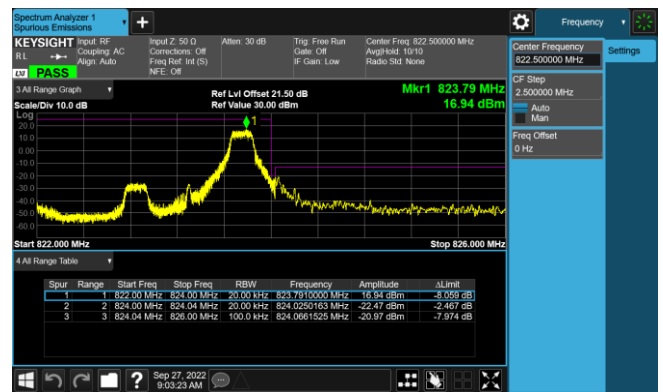 Spectrum Analyzer 1
Spurious Emissions
Frequency
KEYSIGHT
RL
PASS
Input: RF
Coupling: AC
Align: Auto
Input Z: 50 Ω
Corrections: Off
Freq Ref: Int (S)
NFE: Off
Atten: 30 dB
Trig: Free Run
Gate: Off
IF Gain: Low
Center Freq: 822.500000 MHz
Avg|Hold: 10/10
Radio Std: None
Center Frequency
822.500000 MHz
Settings
CF Step
2.500000 MHz
Auto
Man
Freq Offset
0 Hz
3 All Range Graph
Scale/Div 10.0 dB
Ref Lvl Offset 21.50 dB
Ref Value 30.00 dBm
Mkr1 823.79 MHz
16.94 dBm
Log
1
20.0
10.0
0.00
-10.0
-20.0
-30.0
-40.0
-50.0
-60.0
Start 822.000 MHz
Stop 826.000 MHz
4 All Range Table
Spur Range Start Freq Stop Freq RBW Frequency Amplitude ΔLimit
1 1 822.00 MHz 824.00 MHz 20.00 kHz 823.7910000 MHz 16.94 dBm -8.059 dB
2 2 824.00 MHz 824.04 MHz 20.00 kHz 824.0250163 MHz -22.47 dBm -2.467 dB
3 3 824.04 MHz 826.00 MHz 100.0 kHz 824.0661525 MHz -20.97 dBm -7.974 dB
Sep 27, 2022
9:03:23 AM